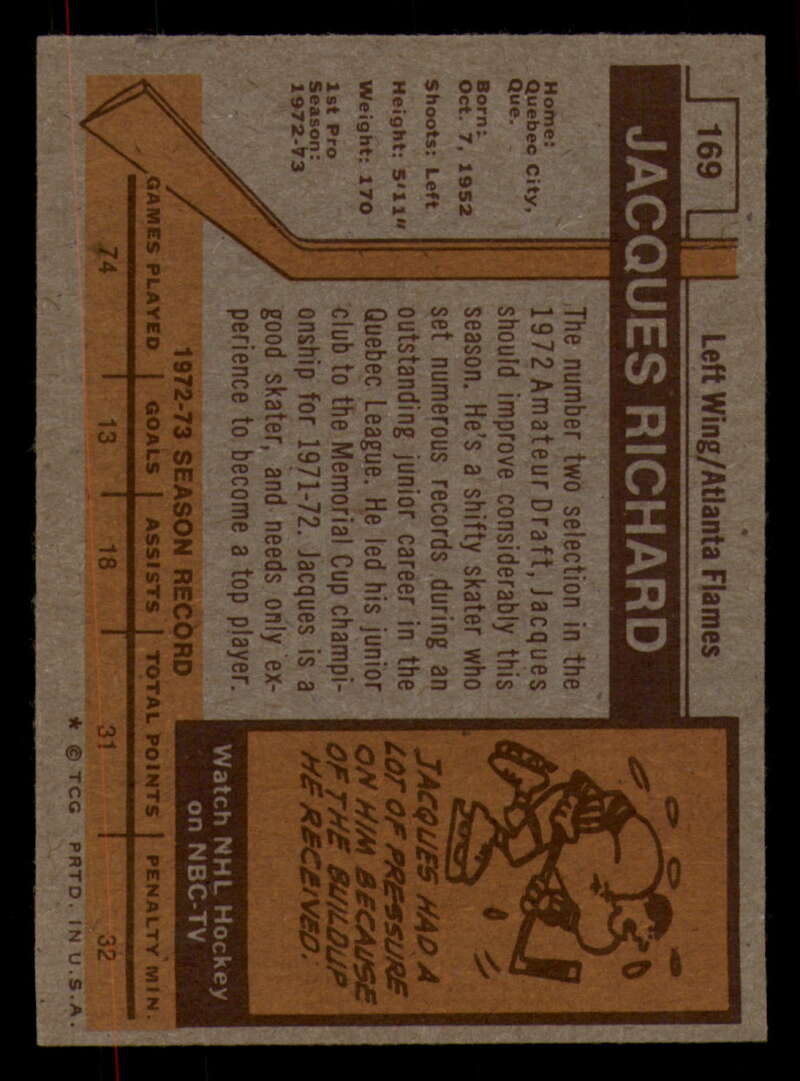 169
Left Wing/Atlanta Flames
JACQUES RICHARD
Home:
Quebec City,
Que.
Born:
Oct. 7, 1952
Shoots: Left
Height: 5'11"
Weight: 170
1st Pro
Season:
1972-73
The number two selection in the
1972 Amateur Draft, Jacques
should improve considerably this
season. He's a shifty skater who
set numerous records during an
outstanding junior career in the
Quebec League. He led his junior
club to the Memorial Cup champi-
onship for 1971-72. Jacques is a
good skater, and needs only ex-
perience to become a top player.
JACQUES HAD A
LOT OF PRESSURE
ON HIM BECAUSE
OF THE BUILDUP
HE RECEIVED.
Watch NHL Hockey
on NBC-TV
1972-73 SEASON RECORD
GAMES PLAYED GOALS ASSISTS TOTAL POINTS PENALTY MIN.
74 13 18 31 32
* © TCG PRTD. IN U.S.A.